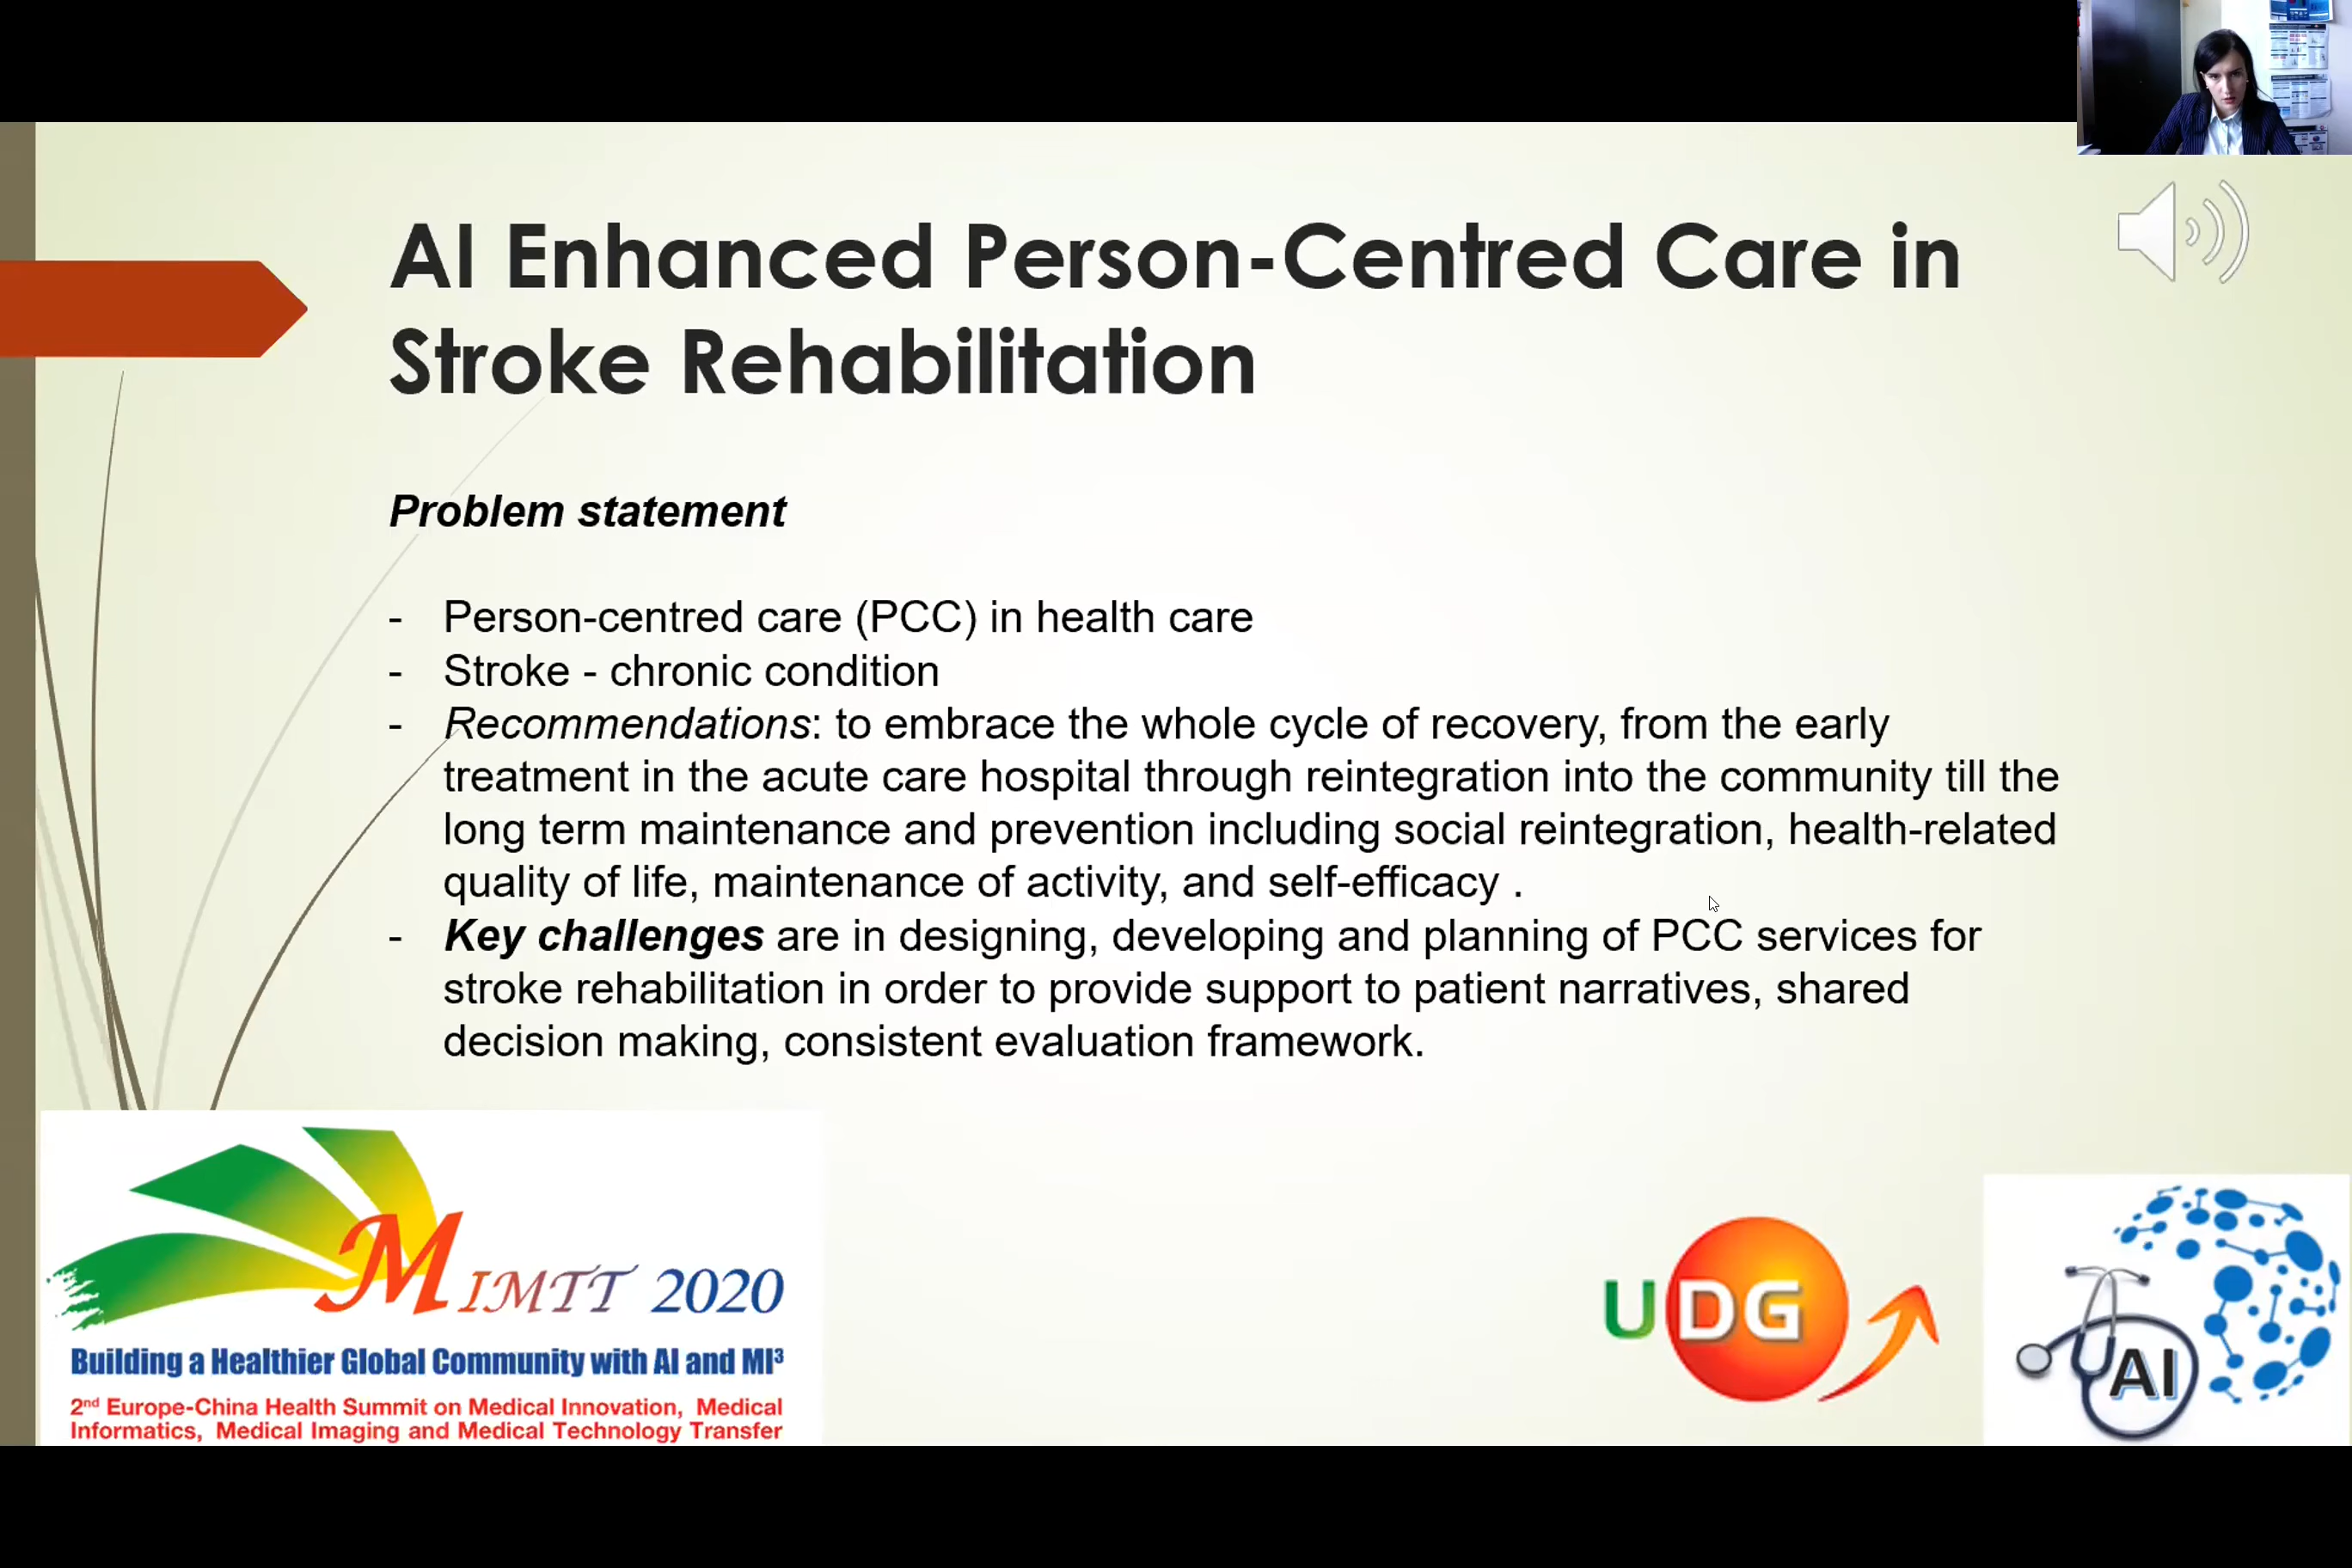 AI Enhanced Person-Centred Care in
Stroke Rehabilitation
Problem statement
- Person-centred care (PCC) in health care
- Stroke - chronic condition
- Recommendations: to embrace the whole cycle of recovery, from the early
treatment in the acute care hospital through reintegration into the community till the
long term maintenance and prevention including social reintegration, health-related
quality of life, maintenance of activity, and self-efficacy .
- Key challenges are in designing, developing and planning of PCC services for
stroke rehabilitation in order to provide support to patient narratives, shared
decision making, consistent evaluation framework.
MIMTT 2020
Building a Healthier Global Community with AI and MI³
2nd Europe-China Health Summit on Medical Innovation, Medical
Informatics, Medical Imaging and Medical Technology Transfer
UDG
AI